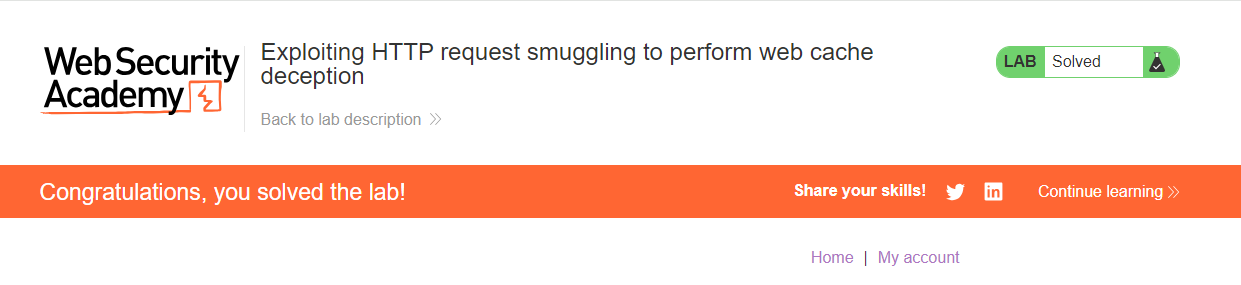 Web Security
Academy
Exploiting HTTP request smuggling to perform web cache
deception
Back to lab description
LAB Solved
Congratulations, you solved the lab!
Share your skills!
Continue learning
Home | My account